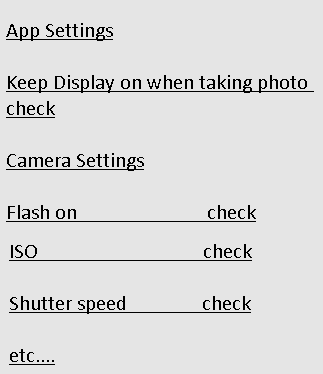 App Settings
Keep Display on when taking photo
check
Camera Settings
Flash on check
ISO check
Shutter speed check
etc....